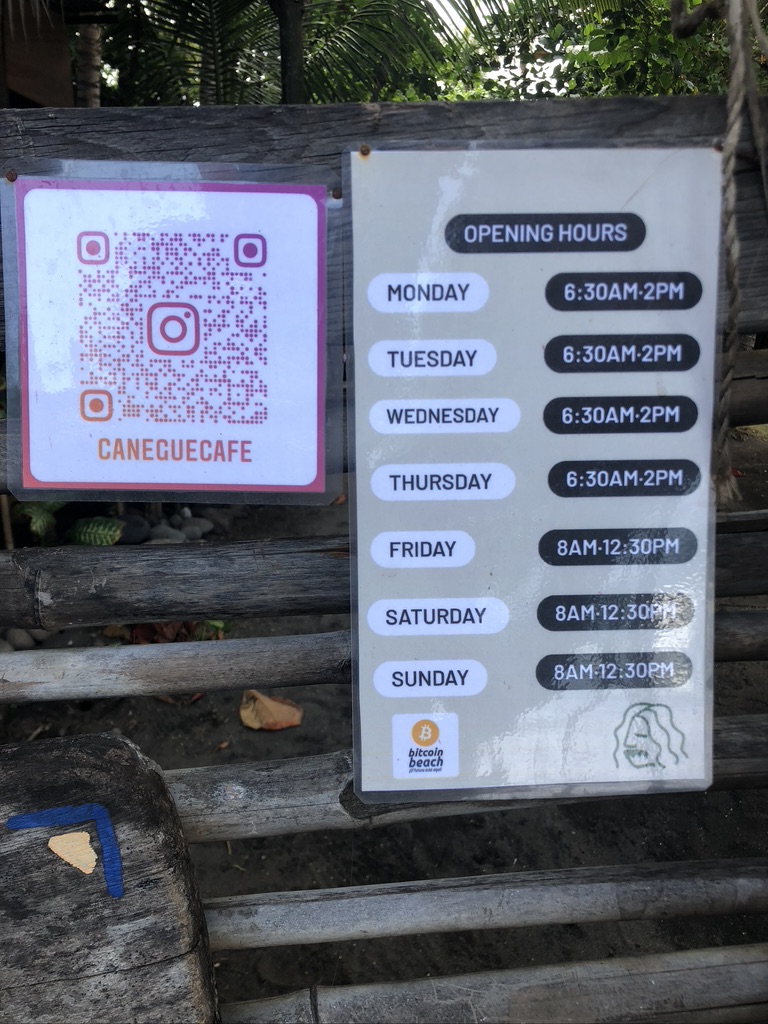 CANEGUECAFE
OPENING HOURS
MONDAY 6:30AM·2PM
TUESDAY 6:30AM·2PM
WEDNESDAY 6:30AM·2PM
THURSDAY 6:30AM·2PM
FRIDAY 8AM·12:30PM
SATURDAY 8AM·12:30PM
SUNDAY 8AM·12:30PM
bitcoin
beach